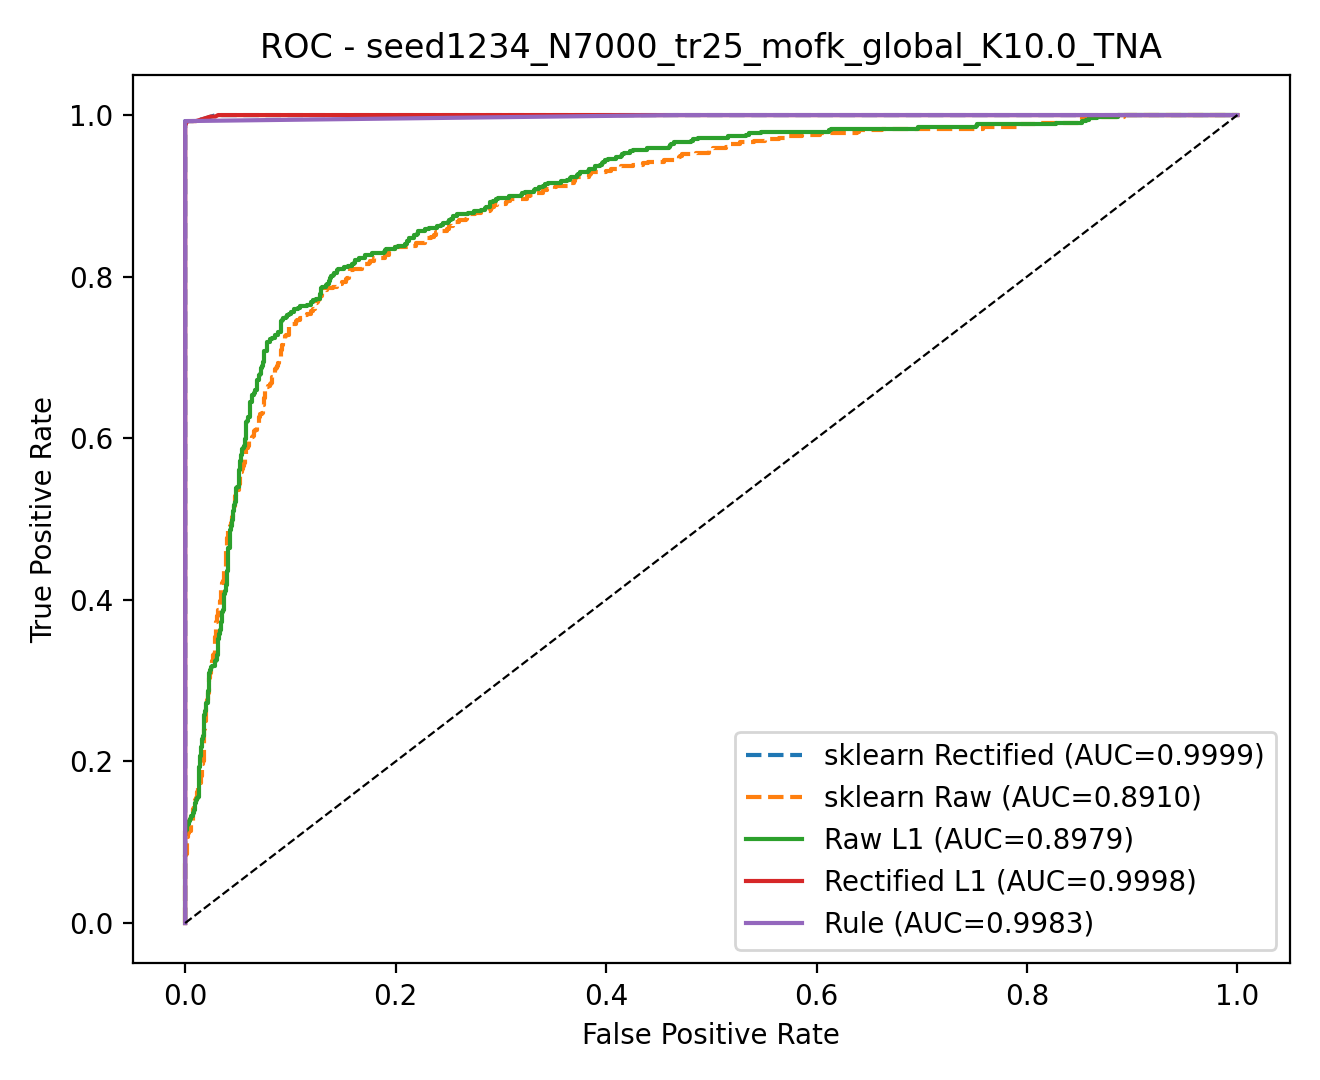 ROC - seed1234_N7000_tr25_mofk_global_K10.0_TNA
True Positive Rate
1.0
0.8
0.6
0.4
0.2
0.0
sklearn Rectified (AUC=0.9999)
sklearn Raw (AUC=0.8910)
Raw L1 (AUC=0.8979)
Rectified L1 (AUC=0.9998)
Rule (AUC=0.9983)
0.0 0.2 0.4 0.6 0.8 1.0
False Positive Rate